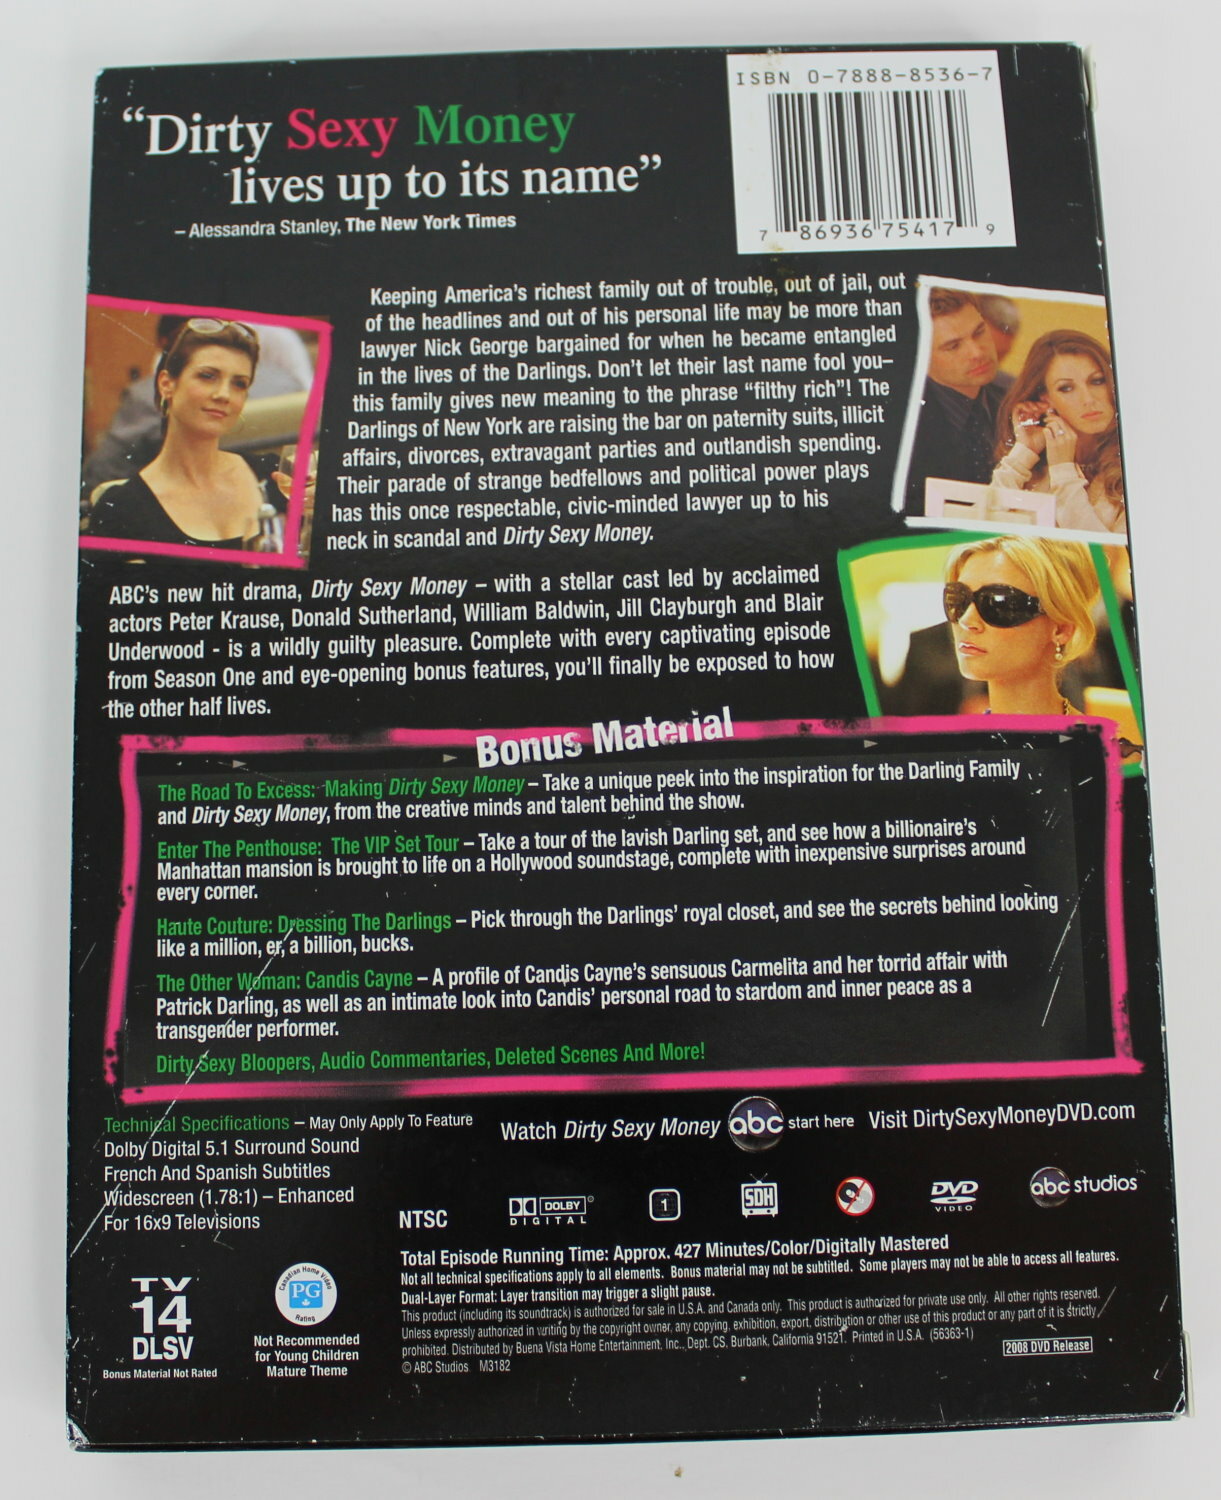 ISBN 0-7888-8536-7
7 86936 75417 9
“Dirty Sexy Money
lives up to its name”
– Alessandra Stanley, The New York Times
Keeping America's richest family out of trouble, out of jail, out
of the headlines and out of his personal life may be more than
lawyer Nick George bargained for when he became entangled
in the lives of the Darlings. Don't let their last name fool you–
this family gives new meaning to the phrase “filthy rich”! The
Darlings of New York are raising the bar on paternity suits, illicit
affairs, divorces, extravagant parties and outlandish spending.
Their parade of strange bedfellows and political power plays
has this once respectable, civic-minded lawyer up to his
neck in scandal and Dirty Sexy Money.
ABC's new hit drama, Dirty Sexy Money – with a stellar cast led by acclaimed
actors Peter Krause, Donald Sutherland, William Baldwin, Jill Clayburgh and Blair
Underwood - is a wildly guilty pleasure. Complete with every captivating episode
from Season One and eye-opening bonus features, you'll finally be exposed to how
the other half lives.
Bonus Material
The Road To Excess: Making Dirty Sexy Money – Take a unique peek into the inspiration for the Darling Family
and Dirty Sexy Money, from the creative minds and talent behind the show.
Enter The Penthouse: The VIP Set Tour – Take a tour of the lavish Darling set, and see how a billionaire's
Manhattan mansion is brought to life on a Hollywood soundstage, complete with inexpensive surprises around
every corner.
Haute Couture: Dressing The Darlings – Pick through the Darlings' royal closet, and see the secrets behind looking
like a million, er, a billion, bucks.
The Other Woman: Candis Cayne – A profile of Candis Cayne's sensuous Carmelita and her torrid affair with
Patrick Darling, as well as an intimate look into Candis' personal road to stardom and inner peace as a
transgender performer.
Dirty Sexy Bloopers, Audio Commentaries, Deleted Scenes And More!
Technical Specifications – May Only Apply To Feature
Dolby Digital 5.1 Surround Sound
French And Spanish Subtitles
Widescreen (1.78:1) – Enhanced
For 16x9 Televisions
Watch Dirty Sexy Money abc start here Visit DirtySexyMoneyDVD.com
NTSC
DOLBY
DIGITAL
1
SDH
DVD
VIDEO
abc studios
TV
14
DLSV
Bonus Material Not Rated
Canadian Home Video
PG
Rating
Not Recommended
for Young Children
Mature Theme
Total Episode Running Time: Approx. 427 Minutes/Color/Digitally Mastered
Not all technical specifications apply to all elements. Bonus material may not be subtitled. Some players may not be able to access all features.
Dual-Layer Format: Layer transition may trigger a slight pause.
This product (including its soundtrack) is authorized for sale in U.S.A. and Canada only. This product is authorized for private use only. All other rights reserved.
Unless expressly authorized in writing by the copyright owner, any copying, exhibition, export, distribution or other use of this product or any part of it is strictly
prohibited. Distributed by Buena Vista Home Entertainment, Inc., Dept. CS, Burbank, California 91521. Printed in U.S.A. (56363-1)
© ABC Studios M3182
2008 DVD Release